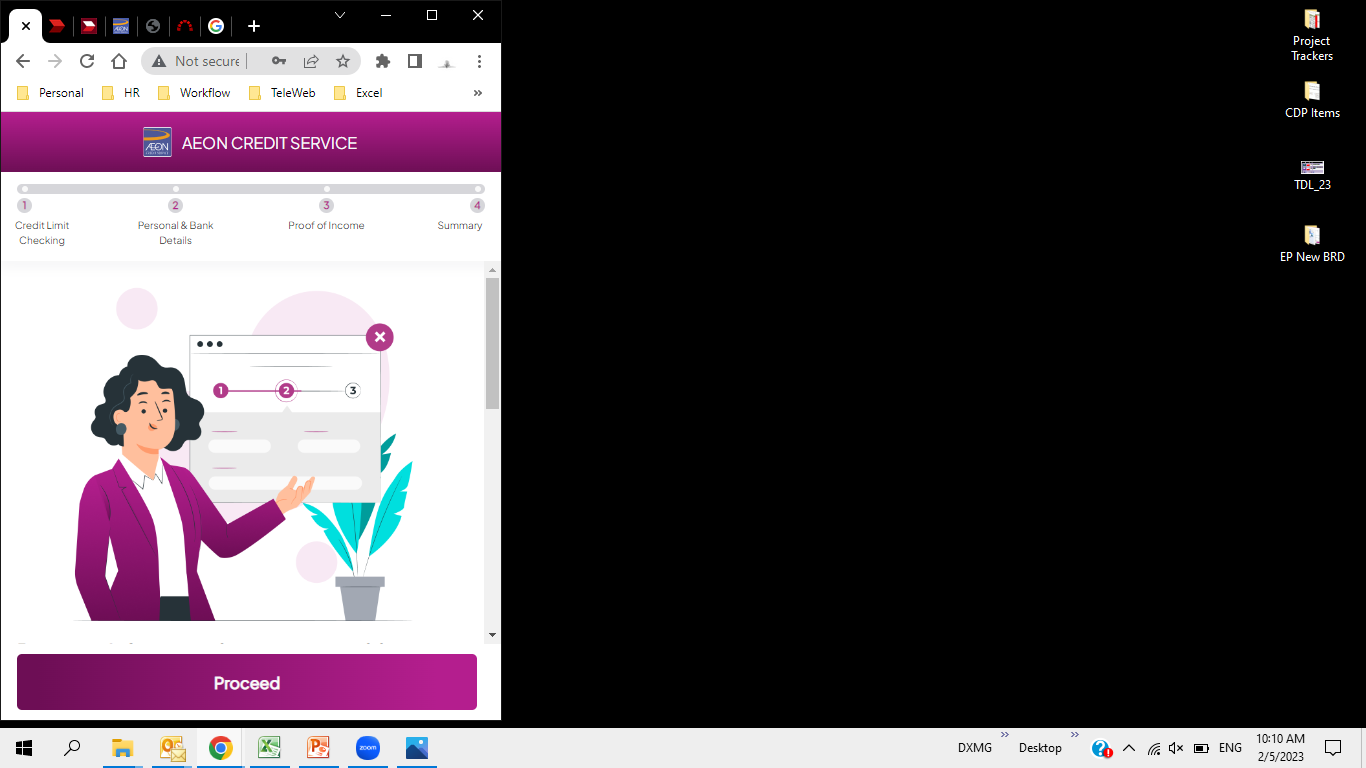 Not secure
Personal
HR
Workflow
TeleWeb
Excel
»
AEON
AEON CREDIT SERVICE
1
2
3
4
Credit Limit
Checking
Personal & Bank
Details
Proof of Income
Summary
1
2
3
Proceed
Project
Trackers
CDP Items
TDL_23
EP New BRD
zoom
DXMG
»
Desktop
»
ENG
10:10 AM
2/5/2023